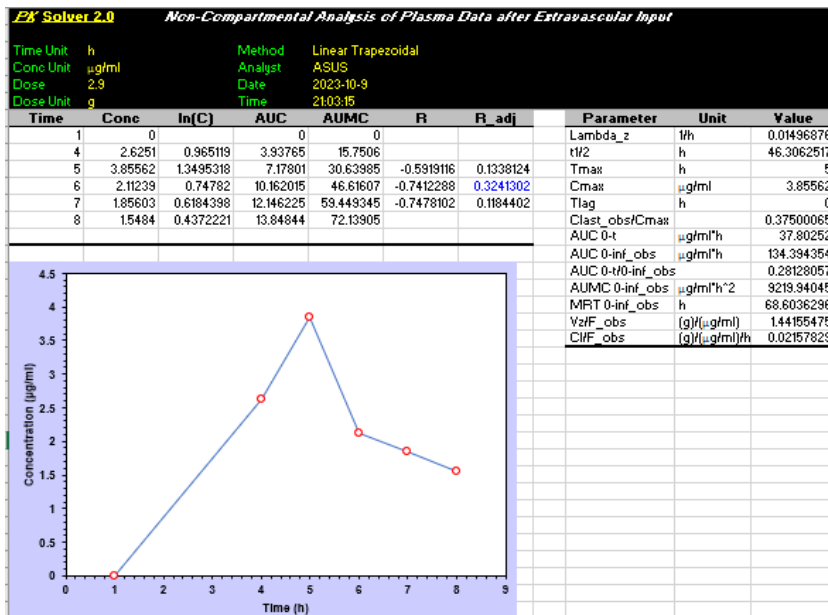 PK Solver 2.0 Non-Compartmental Analysis of Plasma Data after Extravascular Input
Time Unit h Method Linear Trapezoidal
Conc Unit µg/ml Analyst ASUS
Dose 2.9 Date 2023-10-9
Dose Unit g Time 21:03:15
Time Conc ln(C) AUC AUMC R R_adj
1 0 0 0
4 2.6251 0.965119 3.93765 15.7506
5 3.85562 1.3495318 7.17801 30.63985 -0.5919116 0.1338124
6 2.11239 0.74782 10.162015 46.61607 -0.7412288 0.3241302
7 1.85603 0.6184398 12.146225 59.449345 -0.7478102 0.1184402
8 1.5484 0.4372221 13.84844 72.13905
Parameter Unit Value
Lambda_z 1/h 0.01496876
t1/2 h 46.3062517
Tmax h 5
Cmax µg/ml 3.85562
Tlag h 0
Clast_obs/Cmax 0.37500065
AUC 0-t µg/ml*h 37.80252
AUC 0-inf_obs µg/ml*h 134.394354
AUC 0-t/0-inf_obs 0.28128057
AUMC 0-inf_obs µg/ml*h^2 9219.94045
MRT 0-inf_obs h 68.6036296
Vz/F_obs (g)/(µg/ml) 1.44155475
Cl/F_obs (g)/(µg/ml)/h 0.02157829
4.5
4
3.5
3
2.5
2
1.5
1
0.5
0
Concentration (µg/ml)
0 1 2 3 4 5 6 7 8 9
Time (h)